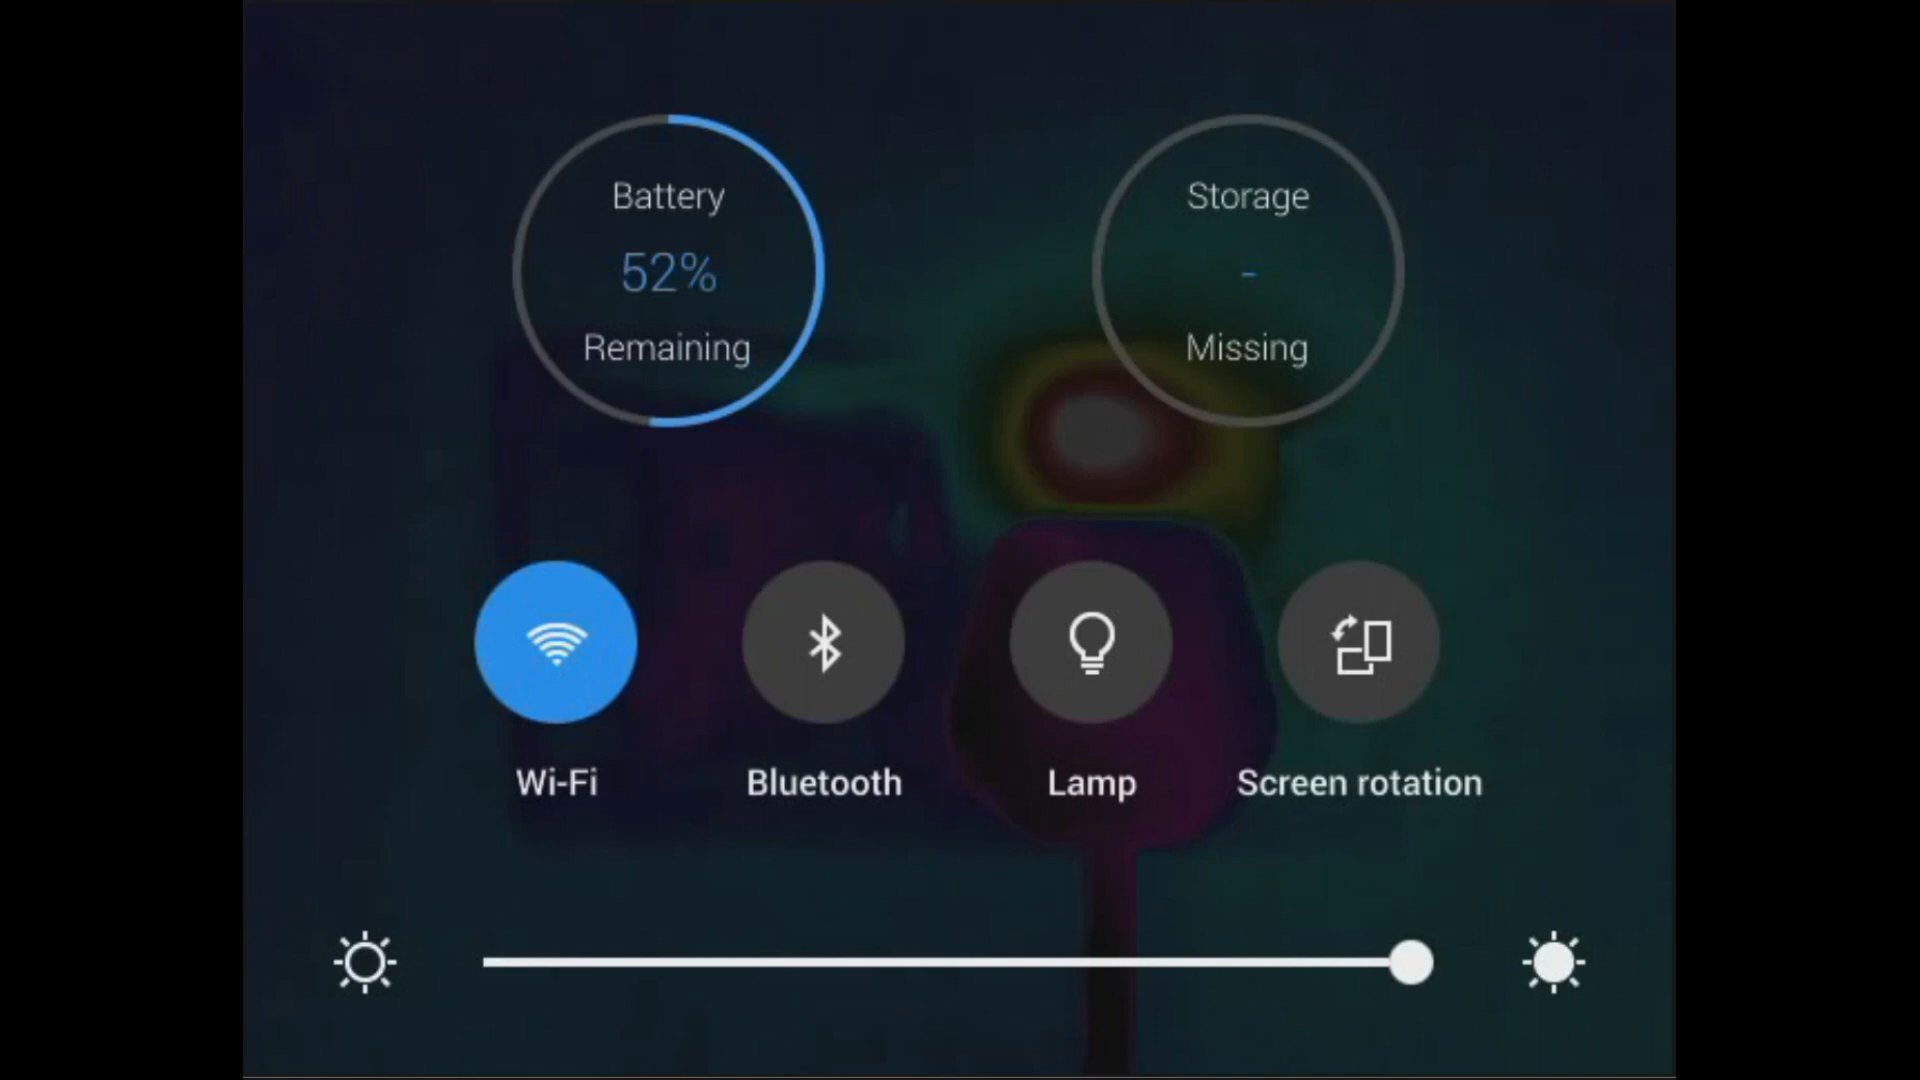 Battery
52%
Remaining
Storage
-
Missing
Wi-Fi
Bluetooth
Lamp
Screen rotation